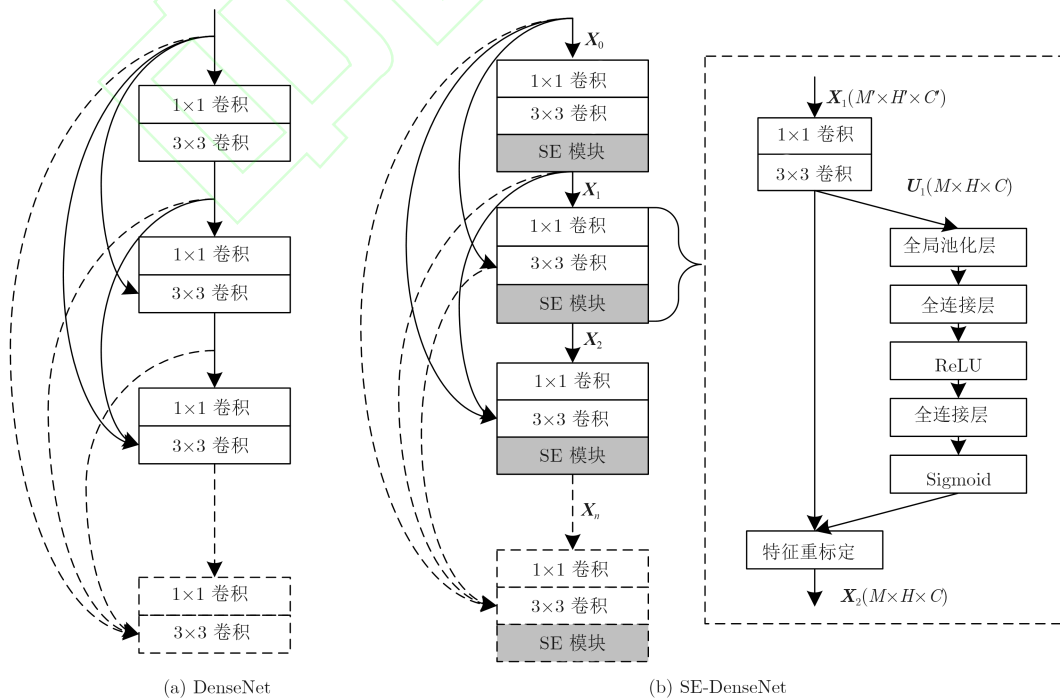 1×1 卷积
3×3 卷积
1×1 卷积
3×3 卷积
1×1 卷积
3×3 卷积
1×1 卷积
3×3 卷积
(a) DenseNet
X₀
1×1 卷积
3×3 卷积
SE 模块
X₁
1×1 卷积
3×3 卷积
SE 模块
X₂
1×1 卷积
3×3 卷积
SE 模块
Xₙ
1×1 卷积
3×3 卷积
SE 模块
X₁(M′×H′×C′)
1×1 卷积
3×3 卷积
U₁(M×H×C)
全局池化层
全连接层
ReLU
全连接层
Sigmoid
特征重标定
X₂(M×H×C)
(b) SE-DenseNet